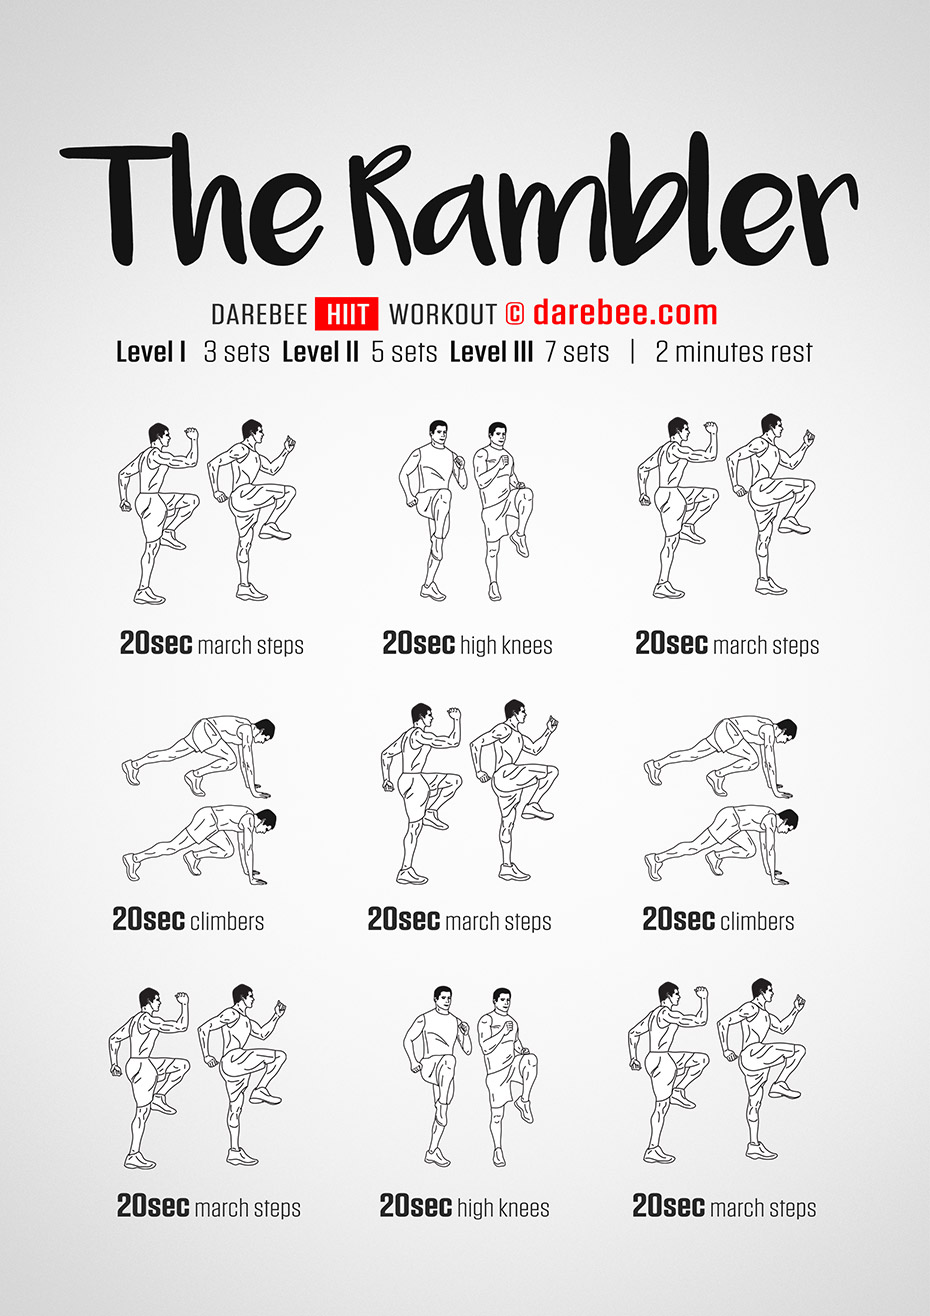 The Rambler
DAREBEE HIIT WORKOUT © darebee.com
Level I 3 sets Level II 5 sets Level III 7 sets | 2 minutes rest
20sec march steps
20sec high knees
20sec march steps
20sec climbers
20sec march steps
20sec climbers
20sec march steps
20sec high knees
20sec march steps